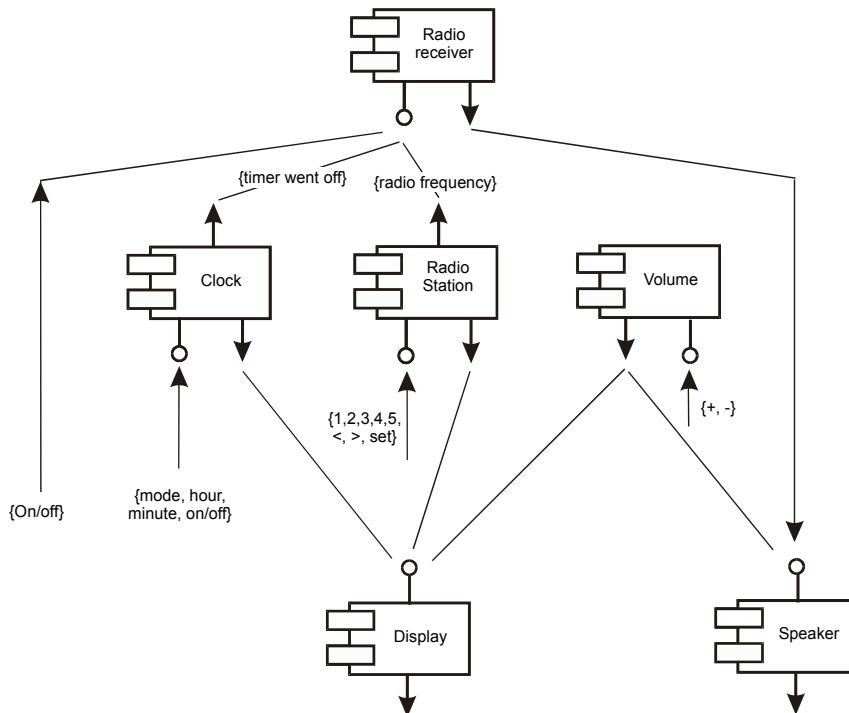 Radio
receiver
{timer went off}
{radio frequency}
Clock
Radio
Station
Volume
{1,2,3,4,5,
<, >, set}
{+, -}
{On/off}
{mode, hour,
minute, on/off}
Display
Speaker